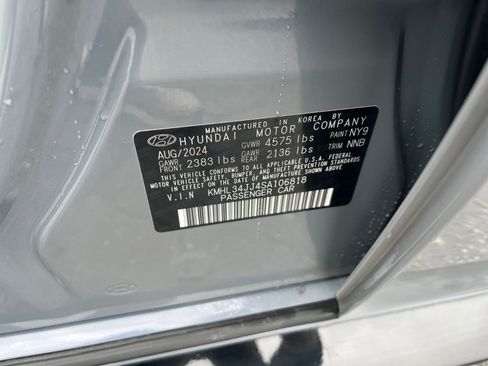 MANUFACTURED IN KOREA BY
HYUNDAI MOTOR COMPANY
AUG/2024 GVWR 4575 lbs PAINT NY9
GAWR FRONT 2383 lbs GAWR REAR 2136 lbs TRIM NNB
THIS VEHICLE CONFORMS TO ALL APPLICABLE U.S.A. FEDERAL
MOTOR VEHICLE SAFETY, BUMPER, AND THEFT PREVENTION STANDARDS
IN EFFECT ON THE DATE OF MANUFACTURE SHOWN ABOVE.
V.I.N KMHL34JJ4SA106818
PASSENGER CAR